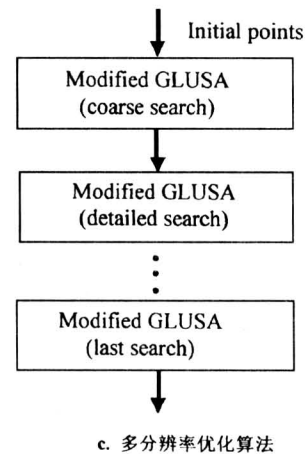 Initial points
Modified GLUSA
(coarse search)
Modified GLUSA
(detailed search)
Modified GLUSA
(last search)
c. 多分辨率优化算法